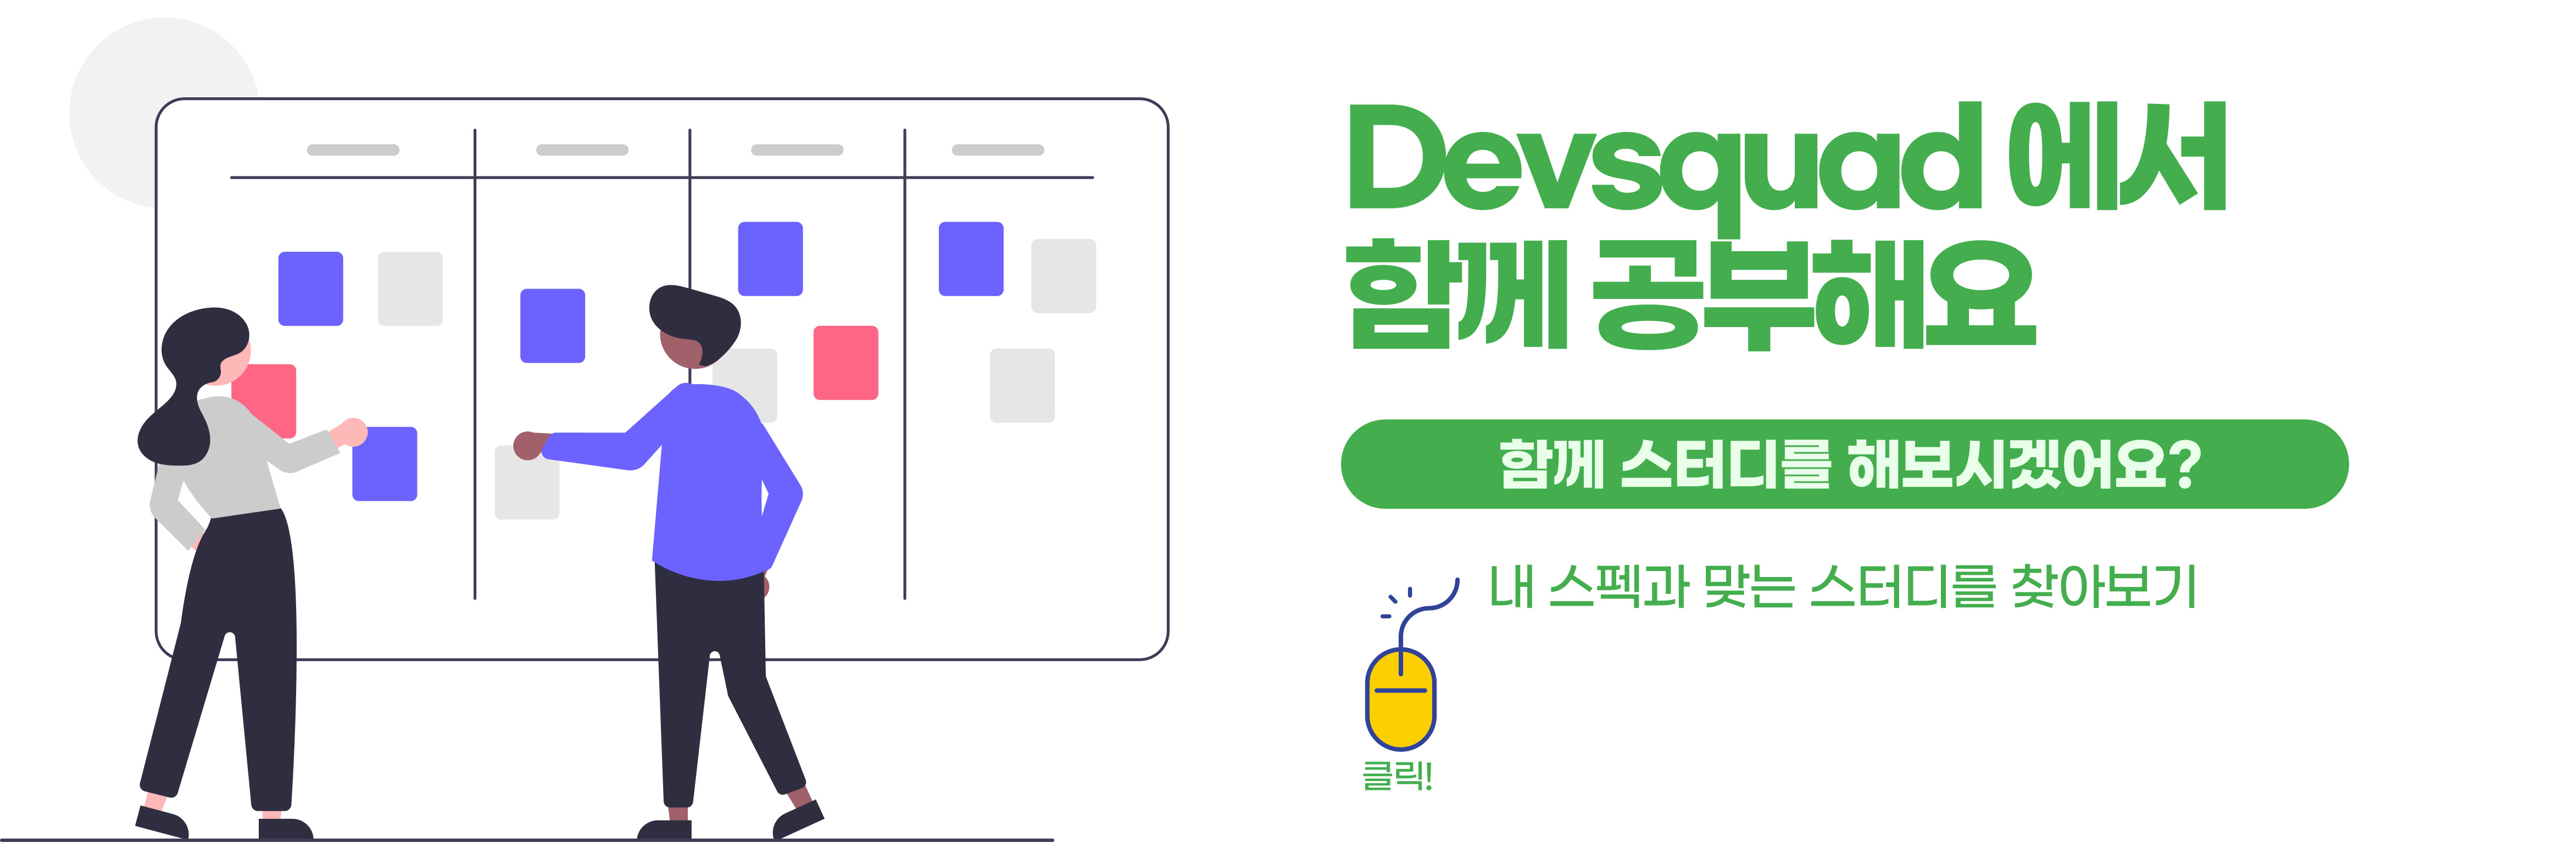 Devsquad 에서
함께 공부해요
함께 스터디를 해보시겠어요?
내 스펙과 맞는 스터디를 찾아보기
클릭!